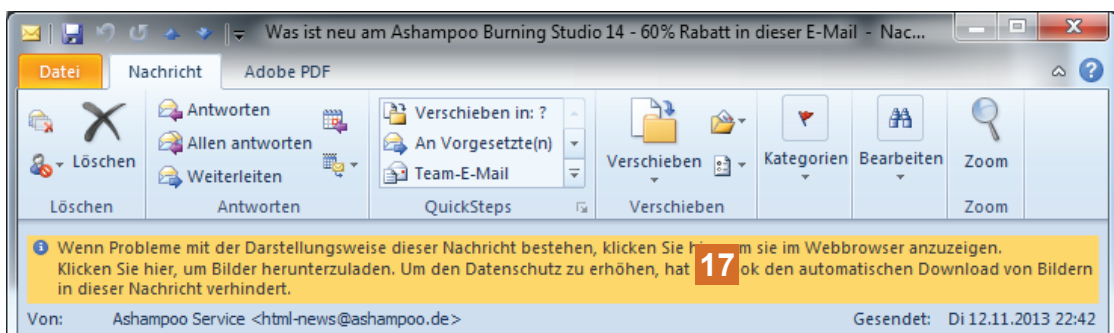 Was ist neu am Ashampoo Burning Studio 14 - 60% Rabatt in dieser E-Mail - Nac...
Datei Nachricht Adobe PDF
Antworten Verschieben in: ?
Allen antworten An Vorgesetzte(n)
Löschen Verschieben Kategorien Bearbeiten Zoom
Weiterleiten Team-E-Mail
Löschen Antworten QuickSteps Verschieben Zoom
Wenn Probleme mit der Darstellungsweise dieser Nachricht bestehen, klicken Sie sie im Webbrowser anzuzeigen.
Klicken Sie hier, um Bilder herunterzuladen. Um den Datenschutz zu erhöhen, hat 17 den automatischen Download von Bildern
in dieser Nachricht verhindert.
Von: Ashampoo Service <html-news@ashampoo.de> Gesendet: Di 12.11.2013 22:42